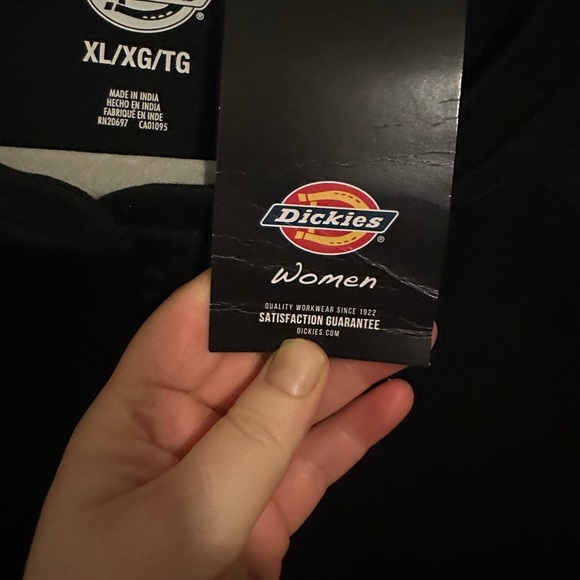 XL/XG/TG
MADE IN INDIA
HECHO EN INDIA
FABRIQUÉ EN INDE
RN20697 CA01095
Dickies
®
Women
QUALITY WORKWEAR SINCE 1922
SATISFACTION GUARANTEE
DICKIES.COM